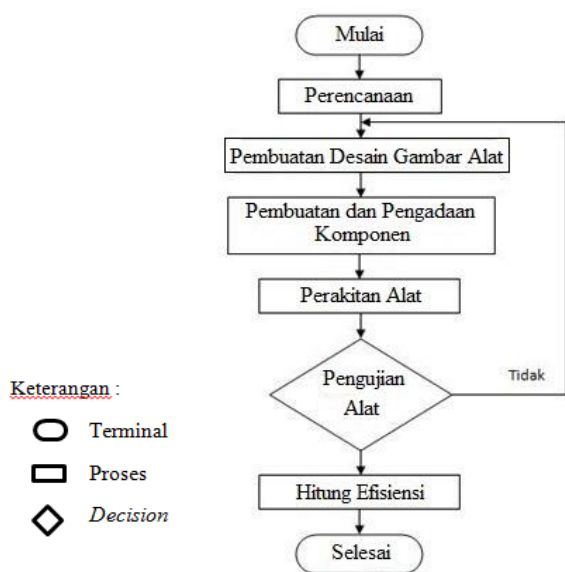 Mulai
Perencanaan
Pembuatan Desain Gambar Alat
Pembuatan dan Pengadaan
Komponen
Perakitan Alat
Pengujian
Alat
Tidak
Hitung Efisiensi
Selesai
Keterangan :
Terminal
Proses
Decision